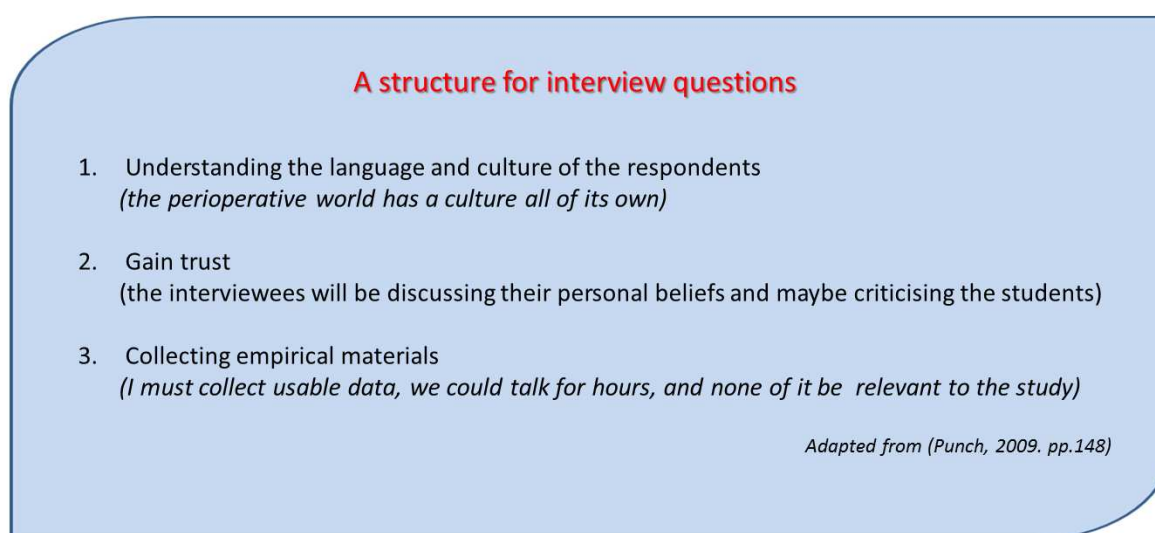 A structure for interview questions
1. Understanding the language and culture of the respondents
(the perioperative world has a culture all of its own)
2. Gain trust
(the interviewees will be discussing their personal beliefs and maybe criticising the students)
3. Collecting empirical materials
(I must collect usable data, we could talk for hours, and none of it be relevant to the study)
Adapted from (Punch, 2009. pp.148)